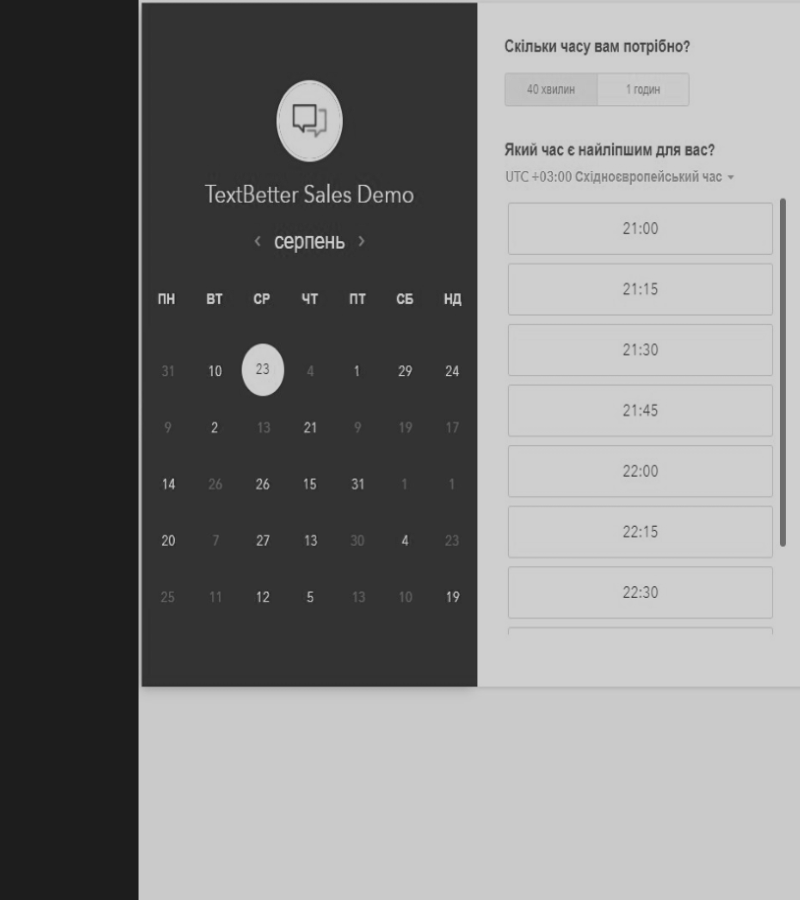 TextBetter Sales Demo
серпень
ПН ВТ СР ЧТ ПТ СБ НД
31 10 23 4 1 29 24
9 2 13 21 9 19 17
14 26 26 15 31 1 1
20 7 27 13 30 4 23
25 11 12 5 13 10 19
Скільки часу вам потрібно?
40 хвилин 1 годин
Який час є найліпшим для вас?
UTC +03:00 Східноєвропейський час
21:00
21:15
21:30
21:45
22:00
22:15
22:30